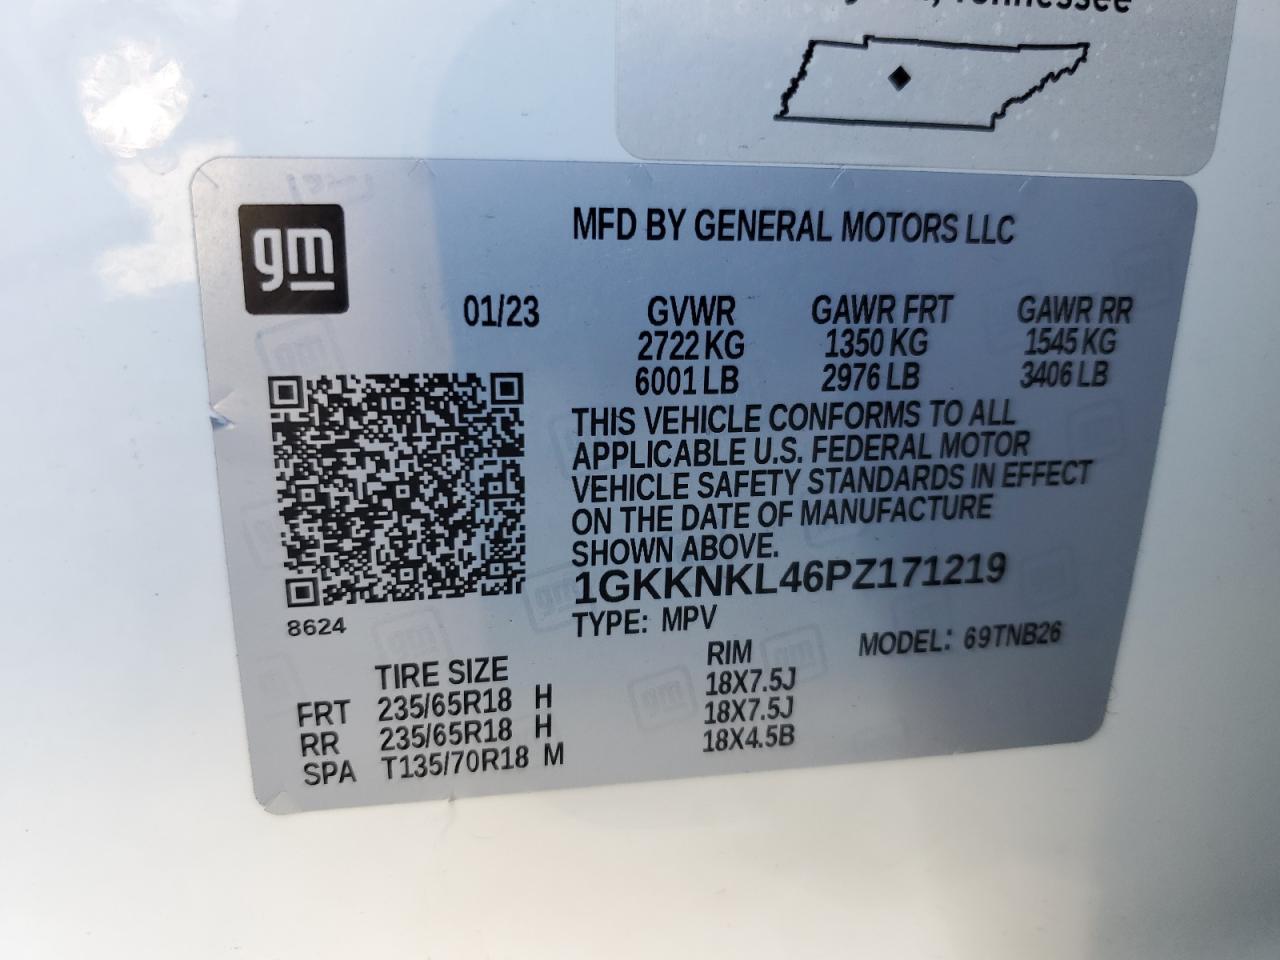 Tennessee
gm
MFD BY GENERAL MOTORS LLC
01/23 GVWR GAWR FRT GAWR RR
2722 KG 1350 KG 1545 KG
6001 LB 2976 LB 3406 LB
THIS VEHICLE CONFORMS TO ALL
APPLICABLE U.S. FEDERAL MOTOR
VEHICLE SAFETY STANDARDS IN EFFECT
ON THE DATE OF MANUFACTURE
SHOWN ABOVE.
1GKKNKL46PZ171219
8624
TYPE: MPV MODEL: 69TNB26
TIRE SIZE RIM
FRT 235/65R18 H 18X7.5J
RR 235/65R18 H 18X7.5J
SPA T135/70R18 M 18X4.5B